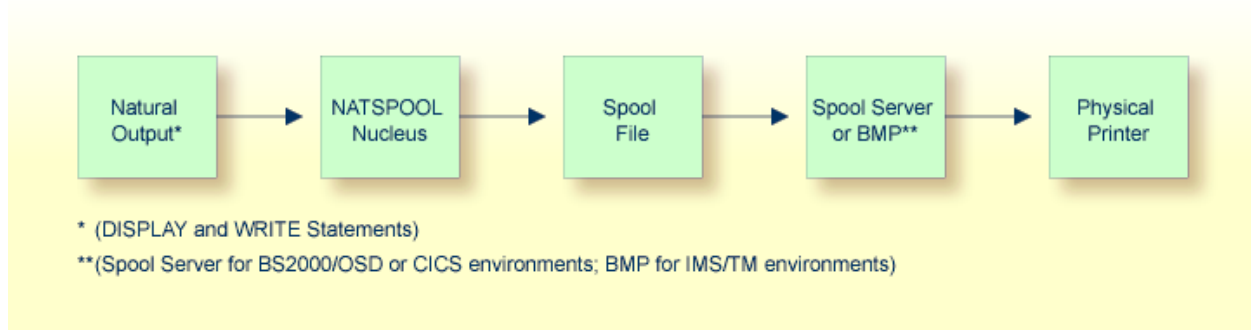 Natural
Output*
NATSPOOL
Nucleus
Spool
File
Spool Server
or BMP**
Physical
Printer
* (DISPLAY and WRITE Statements)
**(Spool Server for BS2000/OSD or CICS environments; BMP for IMS/TM environments)